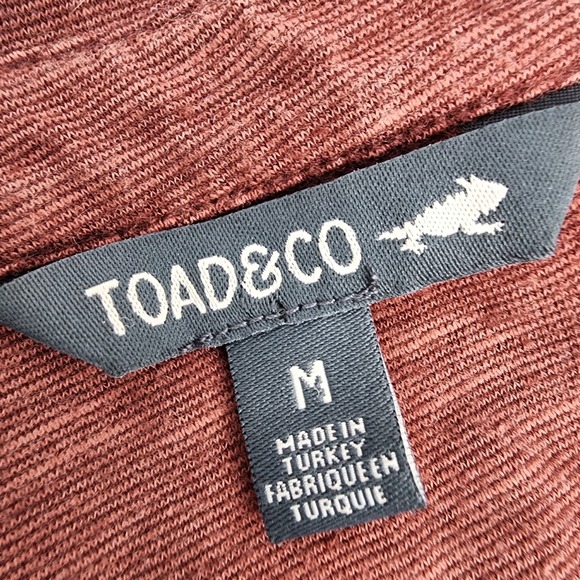 TOAD&CO
M
MADE IN
TURKEY
FABRIQUE EN
TURQUIE